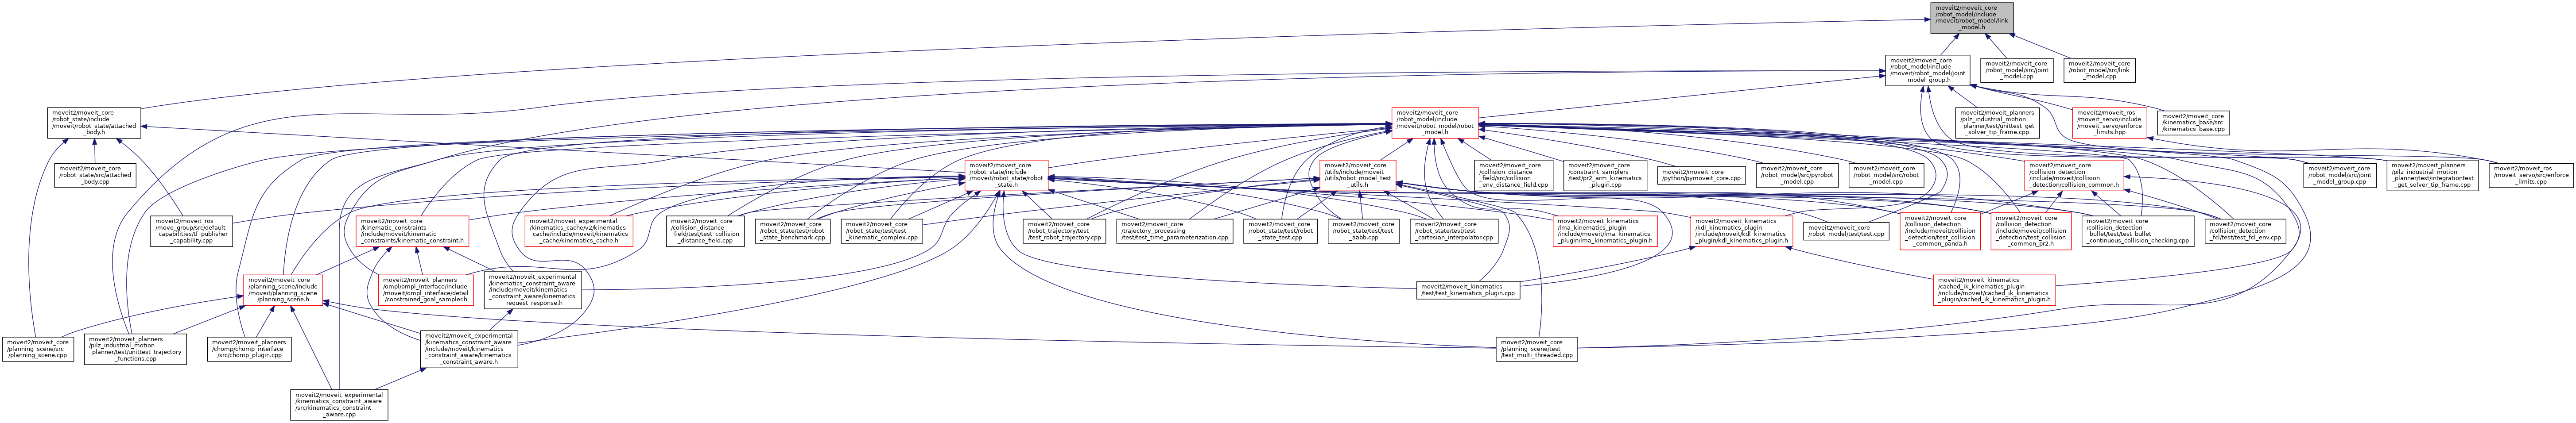 moveit2/moveit_core
/robot_model/include
/moveit/robot_model/link
_model.h
moveit2/moveit_core
/robot_model/include
/moveit/robot_model/joint
_model_group.h
moveit2/moveit_core
/robot_model/src/joint
_model.cpp
moveit2/moveit_core
/robot_model/src/link
_model.cpp
moveit2/moveit_core
/robot_state/include
/moveit/robot_state/attached
_body.h
moveit2/moveit_core
/robot_model/include
/moveit/robot_model/robot
_model.h
moveit2/moveit_planners
/pilz_industrial_motion
_planner/test/unittest_get
_solver_tip_frame.cpp
moveit2/moveit_ros
/moveit_servo/include
/moveit_servo/enforce
_limits.hpp
moveit2/moveit_core
/kinematics_base/src
/kinematics_base.cpp
moveit2/moveit_core
/robot_state/src/attached
_body.cpp
moveit2/moveit_core
/robot_state/include
/moveit/robot_state/robot
_state.h
moveit2/moveit_core
/utils/include/moveit
/utils/robot_model_test
_utils.h
moveit2/moveit_core
/collision_distance
_field/src/collision
_env_distance_field.cpp
moveit2/moveit_core
/constraint_samplers
/test/pr2_arm_kinematics
_plugin.cpp
moveit2/moveit_core
/python/pymoveit_core.cpp
moveit2/moveit_core
/robot_model/src/pyrobot
_model.cpp
moveit2/moveit_core
/robot_model/src/robot
_model.cpp
moveit2/moveit_core
/collision_detection
/include/moveit/collision
_detection/collision_common.h
moveit2/moveit_core
/robot_model/src/joint
_model_group.cpp
moveit2/moveit_planners
/pilz_industrial_motion
_planner/test/integrationtest
_get_solver_tip_frame.cpp
moveit2/moveit_ros
/moveit_servo/src/enforce
_limits.cpp
moveit2/moveit_ros
/move_group/src/default
_capabilities/tf_publisher
_capability.cpp
moveit2/moveit_core
/kinematic_constraints
/include/moveit/kinematic
_constraints/kinematic_constraint.h
moveit2/moveit_experimental
/kinematics_cache/v2/kinematics
_cache/include/moveit/kinematics
_cache/kinematics_cache.h
moveit2/moveit_core
/collision_distance
_field/test/test_collision
_distance_field.cpp
moveit2/moveit_core
/robot_state/test/robot
_state_benchmark.cpp
moveit2/moveit_core
/robot_state/test/test
_kinematic_complex.cpp
moveit2/moveit_core
/robot_trajectory/test
/test_robot_trajectory.cpp
moveit2/moveit_core
/trajectory_processing
/test/test_time_parameterization.cpp
moveit2/moveit_core
/robot_state/test/robot
_state_test.cpp
moveit2/moveit_core
/robot_state/test/test
_aabb.cpp
moveit2/moveit_core
/robot_state/test/test
_cartesian_interpolator.cpp
moveit2/moveit_kinematics
/lma_kinematics_plugin
/include/moveit/lma_kinematics
_plugin/lma_kinematics_plugin.h
moveit2/moveit_kinematics
/kdl_kinematics_plugin
/include/moveit/kdl_kinematics
_plugin/kdl_kinematics_plugin.h
moveit2/moveit_core
/robot_model/test/test.cpp
moveit2/moveit_core
/collision_detection
/include/moveit/collision
_detection/test_collision
_common_panda.h
moveit2/moveit_core
/collision_detection
/include/moveit/collision
_detection/test_collision
_common_pr2.h
moveit2/moveit_core
/collision_detection
_bullet/test/test_bullet
_continuous_collision_checking.cpp
moveit2/moveit_core
/collision_detection
_fcl/test/test_fcl_env.cpp
moveit2/moveit_core
/planning_scene/include
/moveit/planning_scene
/planning_scene.h
moveit2/moveit_planners
/ompl/ompl_interface/include
/moveit/ompl_interface/detail
/constrained_goal_sampler.h
moveit2/moveit_experimental
/kinematics_constraint_aware
/include/moveit/kinematics
_constraint_aware/kinematics
_request_response.h
moveit2/moveit_kinematics
/test/test_kinematics_plugin.cpp
moveit2/moveit_kinematics
/cached_ik_kinematics
_plugin/include
/moveit/cached_ik_kinematics
_plugin/cached_ik_kinematics_plugin.h
moveit2/moveit_core
/planning_scene/src
/planning_scene.cpp
moveit2/moveit_planners
/pilz_industrial_motion
_planner/test/unittest_trajectory
_functions.cpp
moveit2/moveit_planners
/chomp/chomp_interface
/src/chomp_plugin.cpp
moveit2/moveit_experimental
/kinematics_constraint_aware
/include/moveit/kinematics
_constraint_aware/kinematics
_constraint_aware.h
moveit2/moveit_core
/planning_scene/test
/test_multi_threaded.cpp
moveit2/moveit_experimental
/kinematics_constraint_aware
/src/kinematics_constraint
_aware.cpp